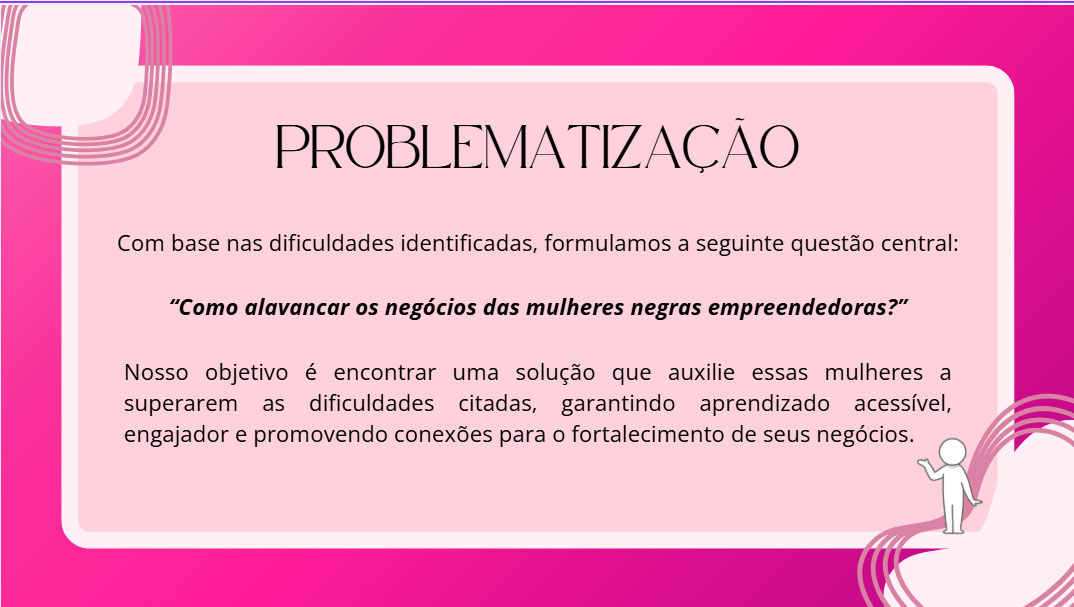 PROBLEMATIZAÇÃO
Com base nas dificuldades identificadas, formulamos a seguinte questão central:
“Como alavancar os negócios das mulheres negras empreendedoras?”
Nosso objetivo é encontrar uma solução que auxilie essas mulheres a
superarem as dificuldades citadas, garantindo aprendizado acessível,
engajador e promovendo conexões para o fortalecimento de seus negócios.